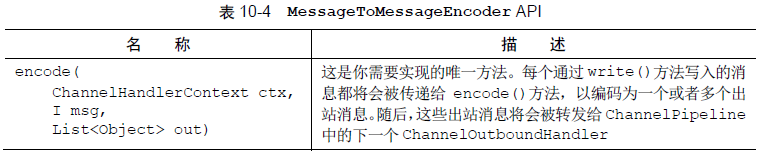 表 10-4 MessageToMessageEncoder API
名 称 描 述
encode(
ChannelHandlerContext ctx,
I msg,
List<Object> out)
这是你需要实现的唯一方法。每个通过 write()方法写入的消
息都将会被传递给 encode()方法，以编码为一个或者多个出
站消息。随后，这些出站消息将会被转发给 ChannelPipeline
中的下一个 ChannelOutboundHandler